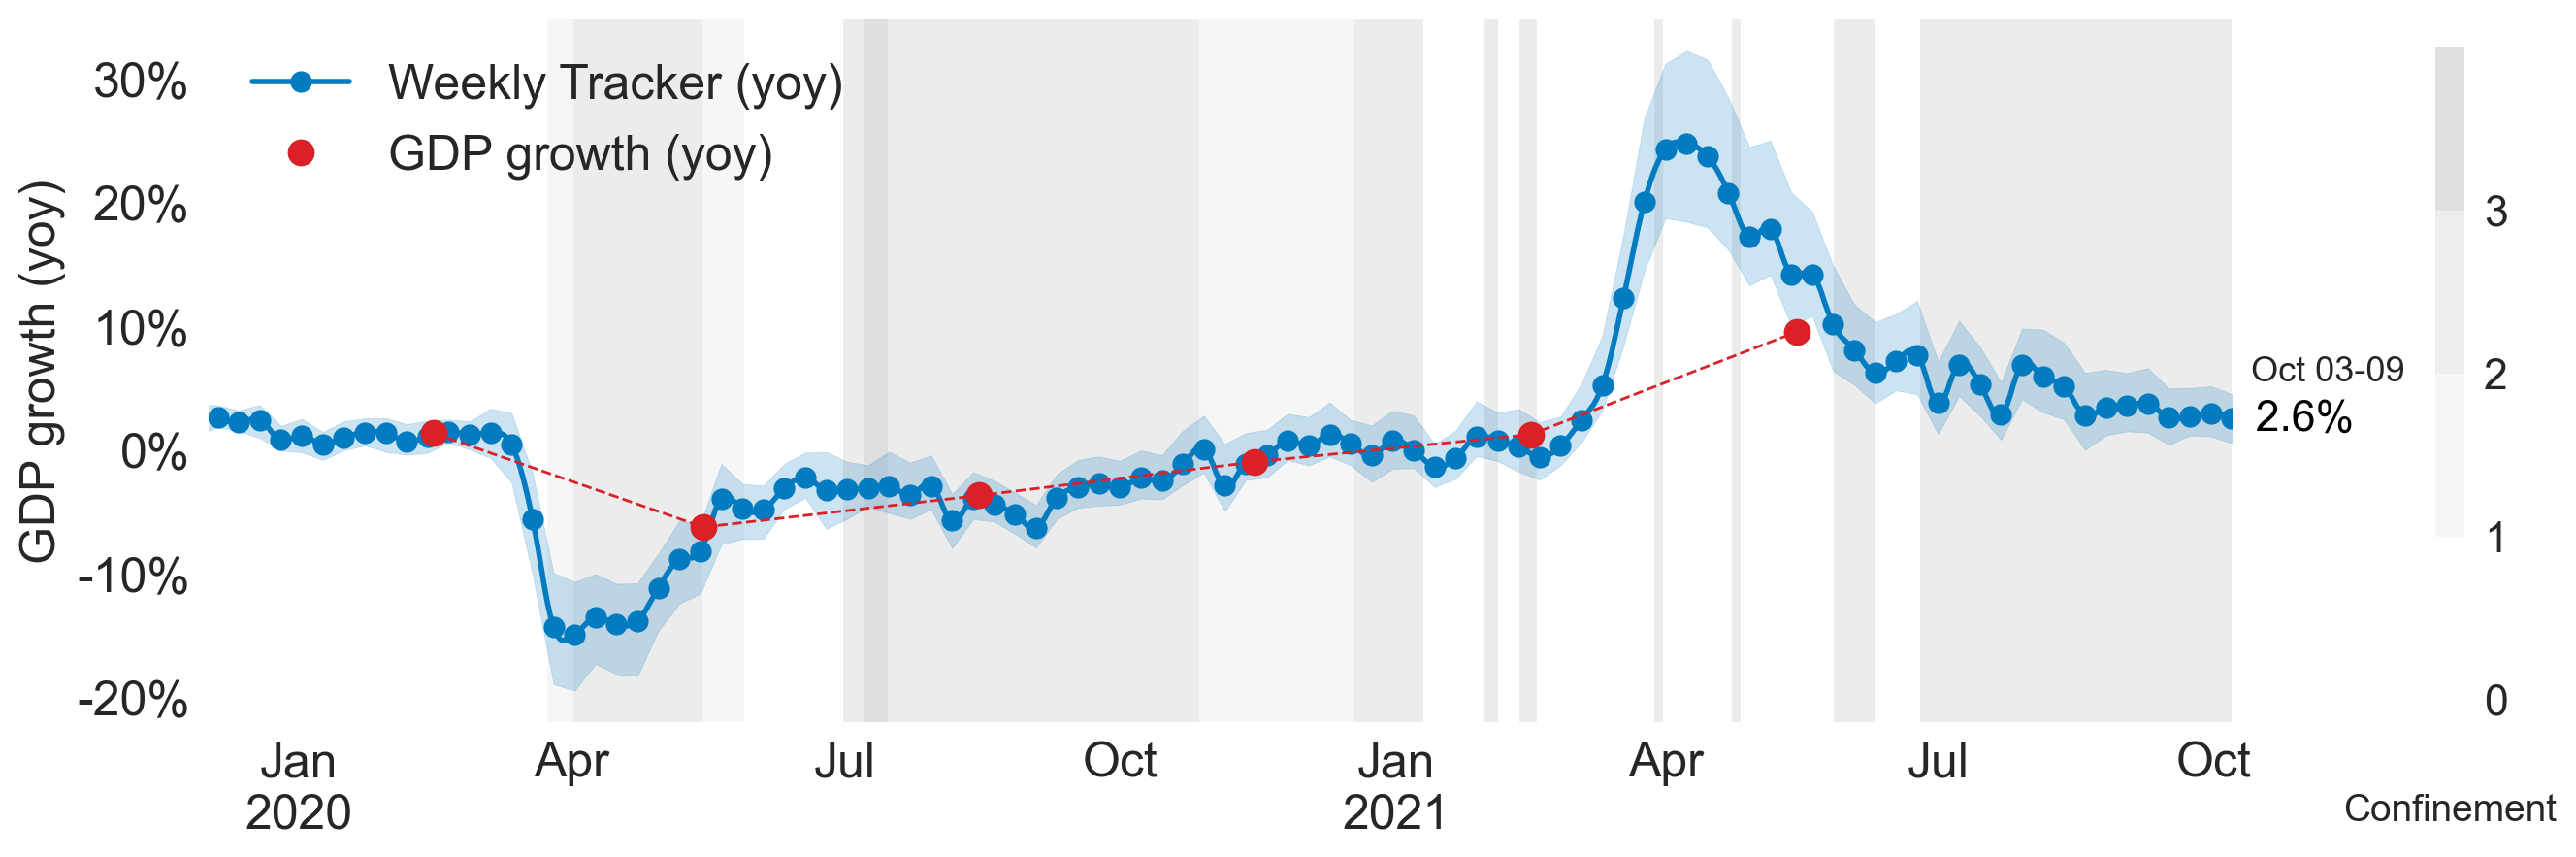 Weekly Tracker (yoy)
GDP growth (yoy)
GDP growth (yoy)
30%
20%
10%
0%
-10%
-20%
Jan
2020
Apr
Jul
Oct
Jan
2021
Apr
Jul
Oct
Oct 03-09
2.6%
3
2
1
0
Confinement